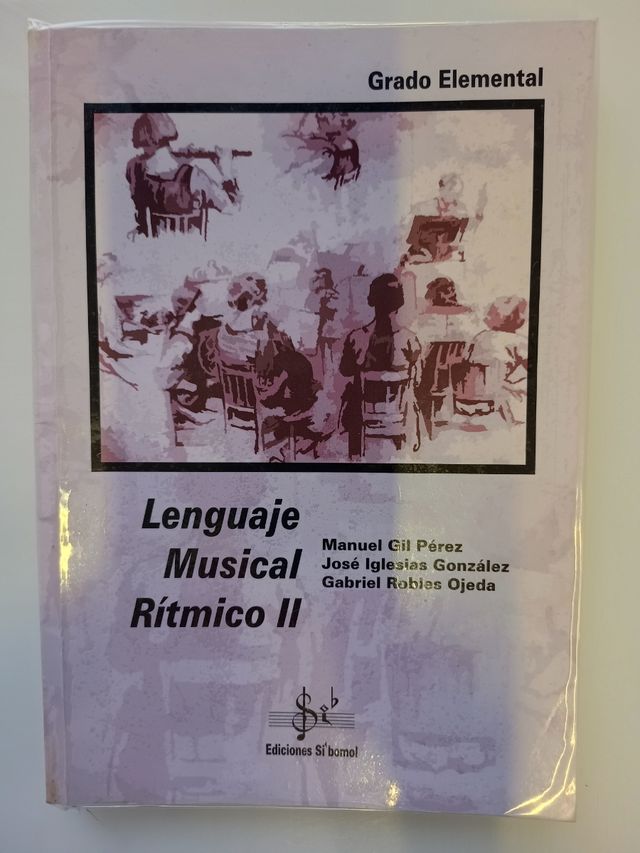 Grado Elemental
Lenguaje
Musical
Rítmico II
Manuel Gil Pérez
José Iglesias González
Gabriel Robles Ojeda
Ediciones Si bemol